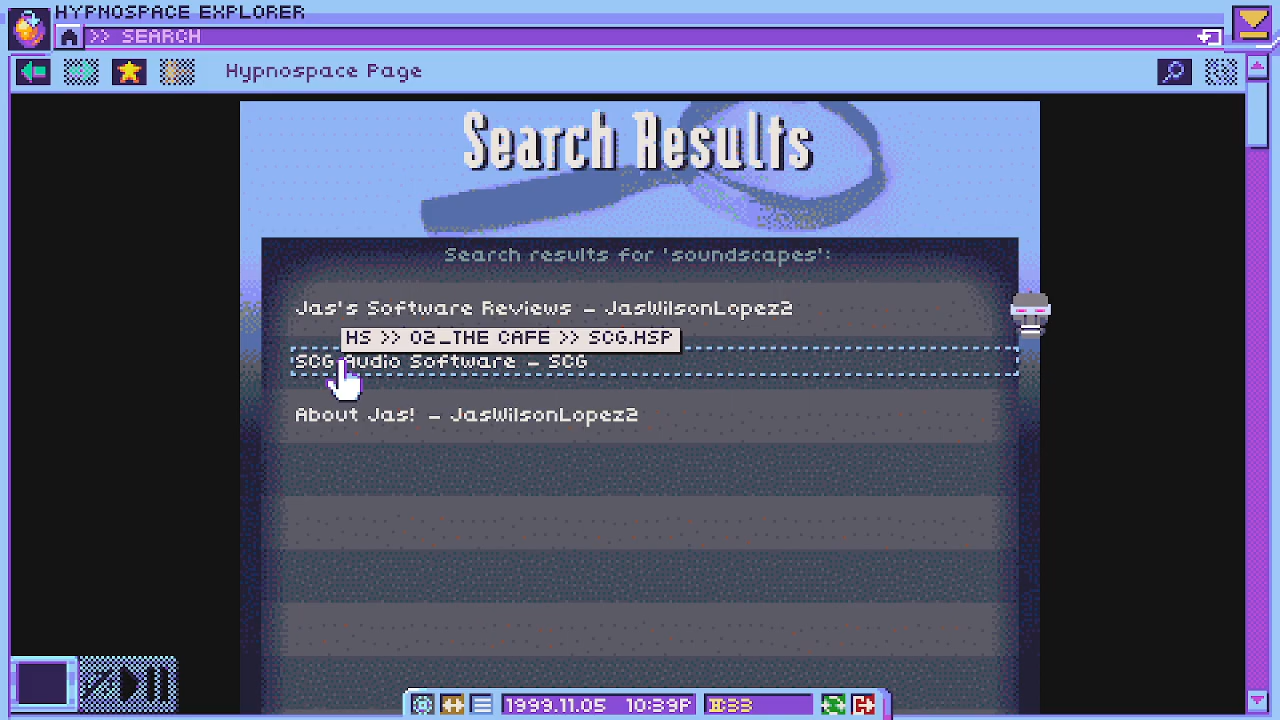 HYPNOSPACE EXPLORER
>> SEARCH
Hypnospace Page
Search Results
Search results for 'soundscapes':
Jas's Software Reviews - JasWilsonLopez2
HS >> 02_THE CAFE >> SCG.HSP
SCG Audio Software - SCG
About Jas! - JasWilsonLopez2
1999.11.05 10:39P